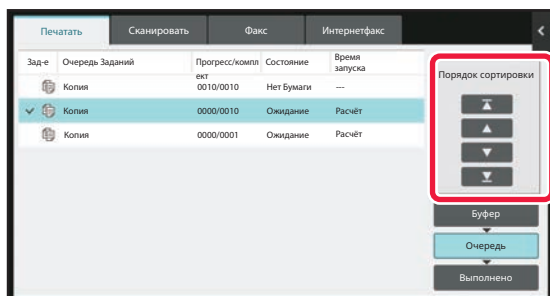 Печатать Сканировать Факс Интернетфакс
Зад-е Очередь Заданий Прогресс/компл Состояние Время
ект запуска
Копия 0010/0010 Нет Бумаги ---
Копия 0000/0010 Ожидание Расчёт
Копия 0000/0001 Ожидание Расчёт
Порядок сортировки
Буфер
Очередь
Выполнено